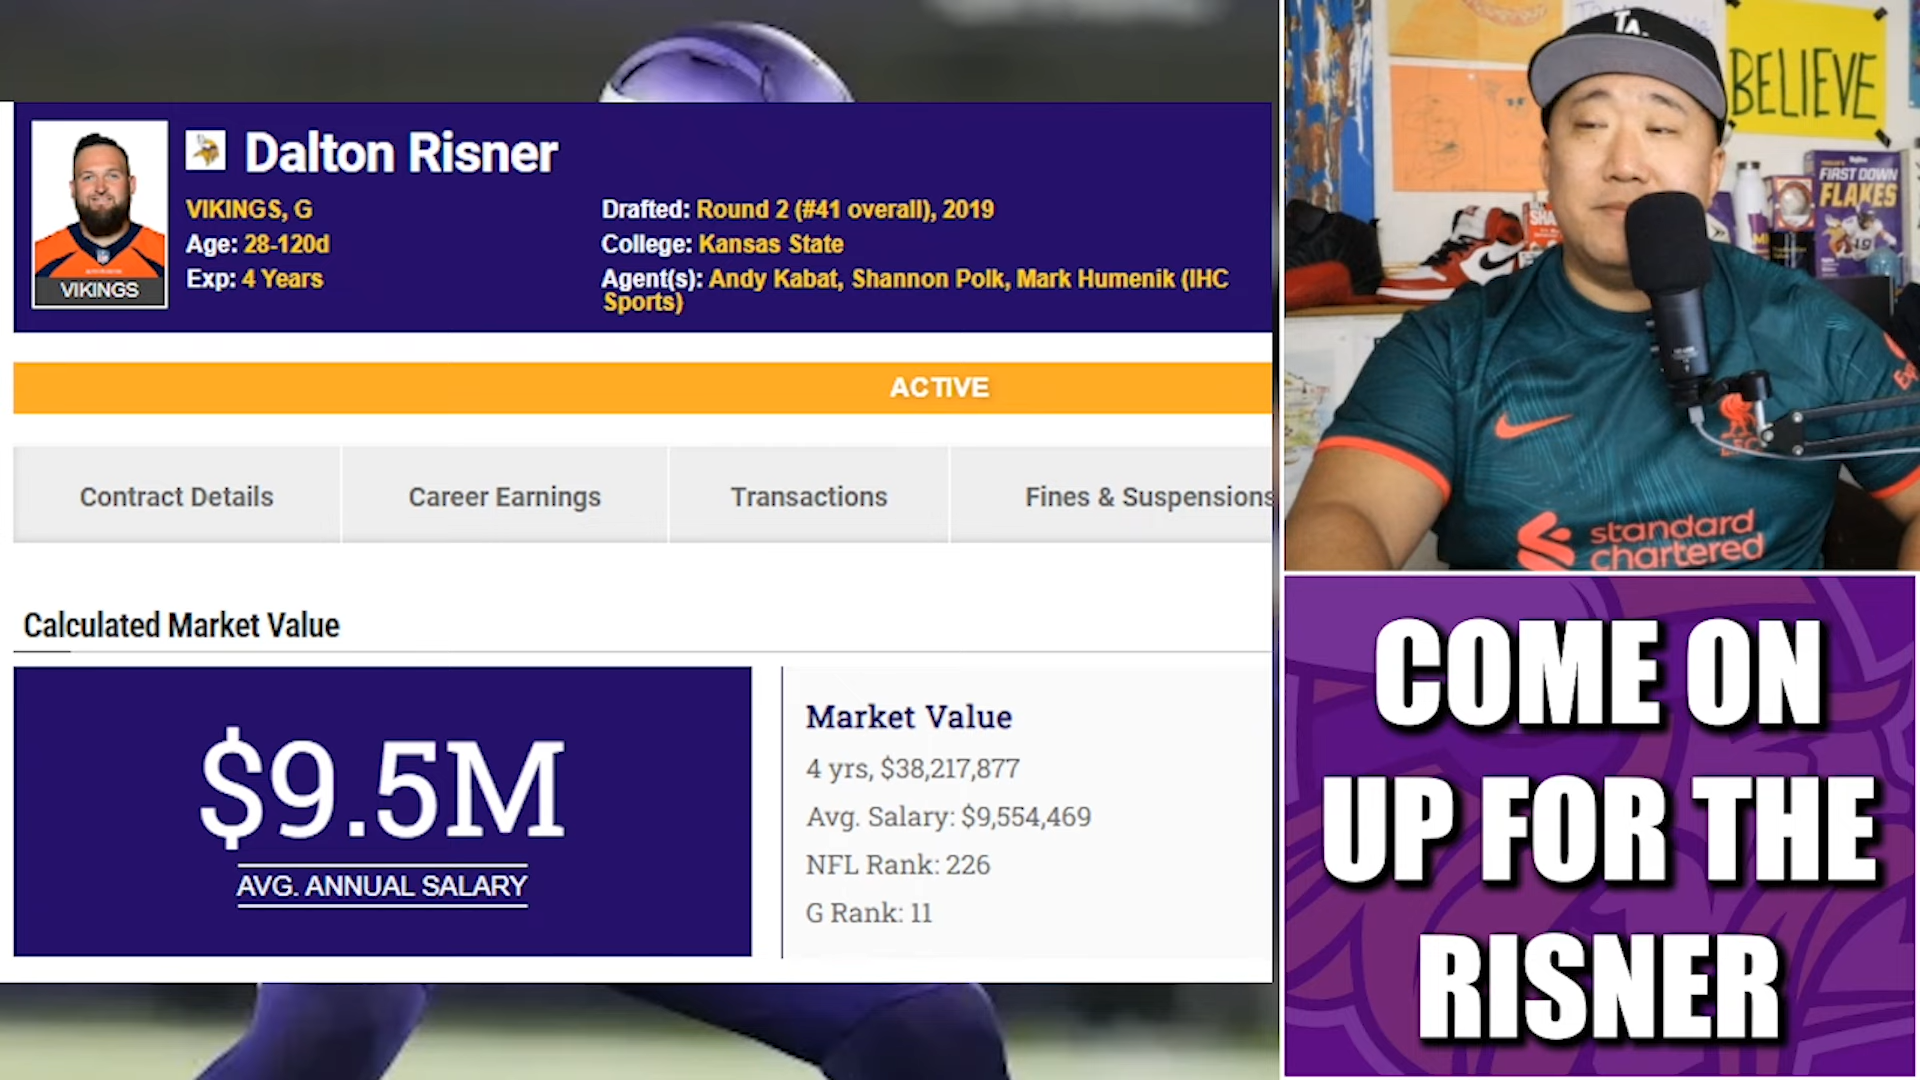 Dalton Risner
VIKINGS, G
Age: 28-120d
Exp: 4 Years
VIKINGS
Drafted: Round 2 (#41 overall), 2019
College: Kansas State
Agent(s): Andy Kabat, Shannon Polk, Mark Humenik (IHC
Sports)
ACTIVE
Contract Details
Career Earnings
Transactions
Fines & Suspensions
Calculated Market Value
$9.5M
AVG. ANNUAL SALARY
Market Value
4 yrs, $38,217,877
Avg. Salary: $9,554,469
NFL Rank: 226
G Rank: 11
TA
BELIEVE
FIRST DOWN
FLAKES
19
standard
chartered
COME ON
UP FOR THE
RISNER